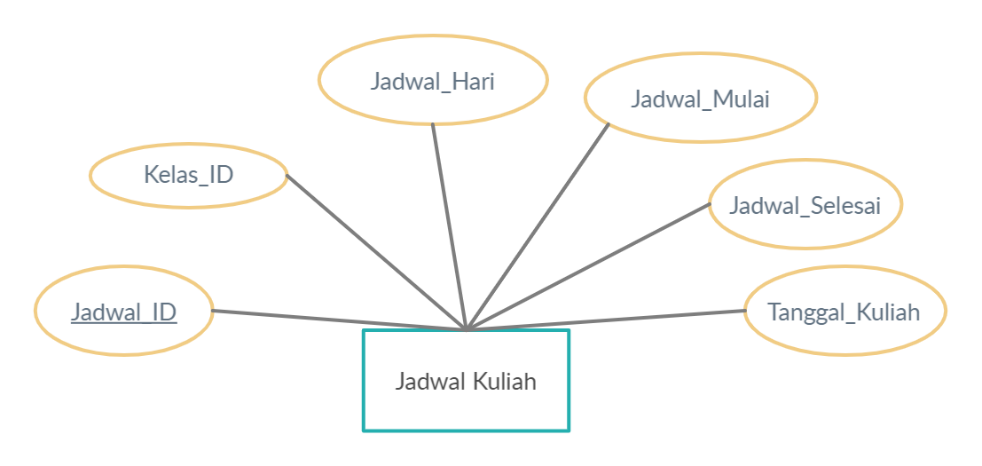 Jadwal_Hari
Jadwal_Mulai
Kelas_ID
Jadwal_Selesai
Jadwal_ID
Tanggal_Kuliah
Jadwal Kuliah